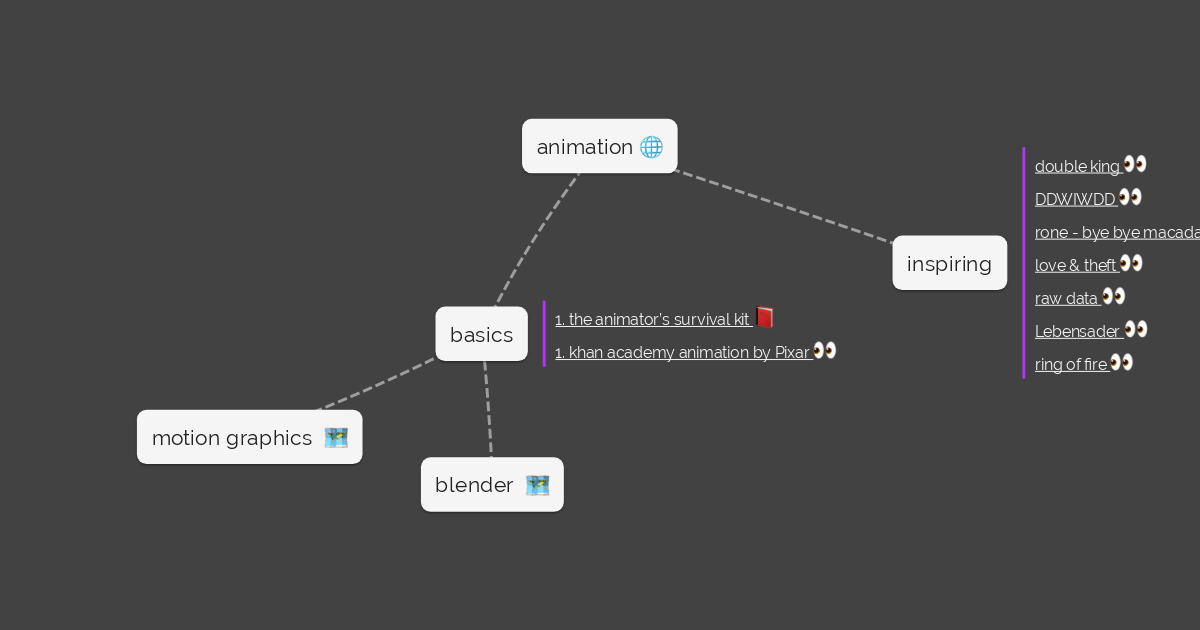 animation
double king
DDWIWDD
rone - bye bye macada
love & theft
raw data
Lebensader
ring of fire
inspiring
basics
1. the animator's survival kit
1. khan academy animation by Pixar
motion graphics
blender